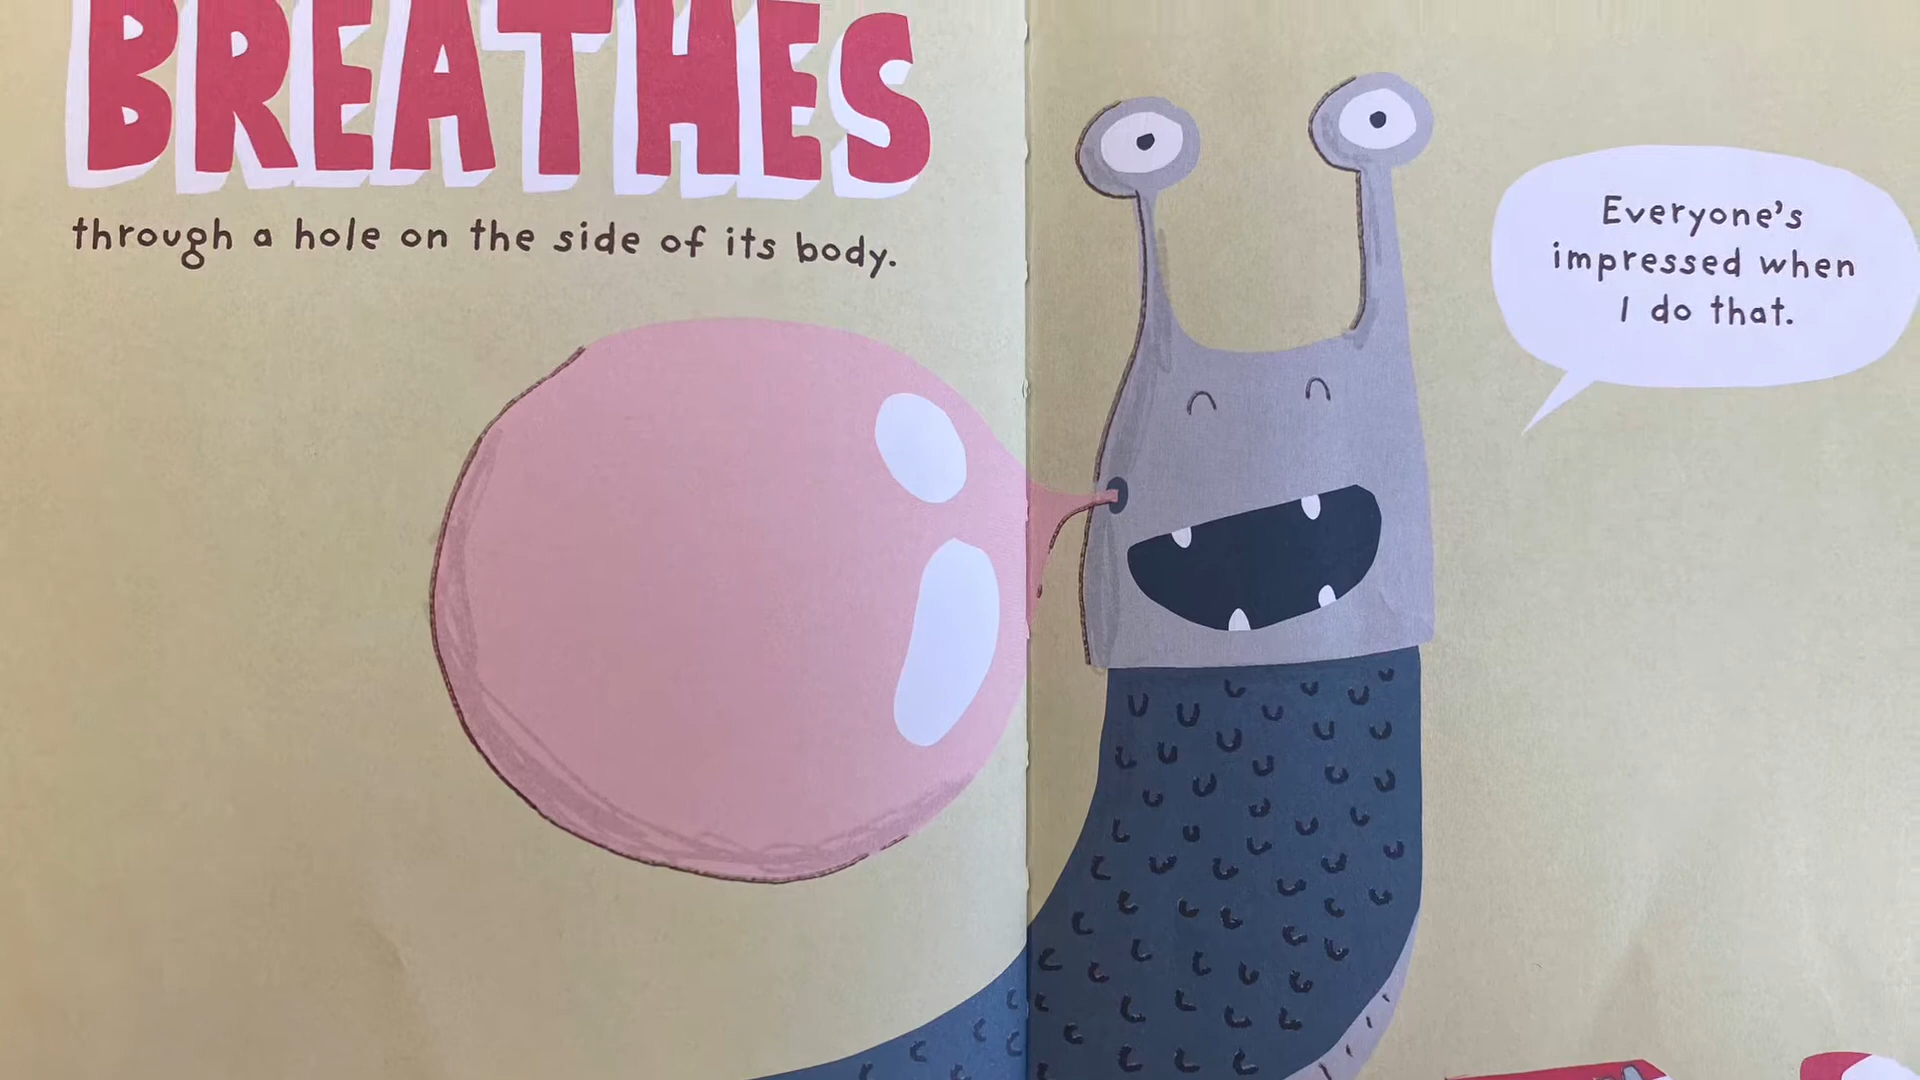 BREATHES
through a hole on the side of its body.
Everyone's
impressed when
I do that.